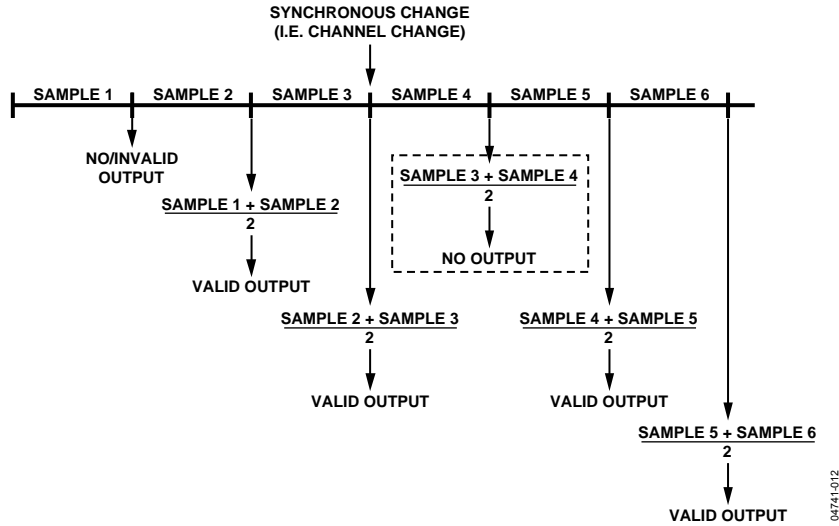 SYNCHRONOUS CHANGE
(I.E. CHANNEL CHANGE)
SAMPLE 1
SAMPLE 2
SAMPLE 3
SAMPLE 4
SAMPLE 5
SAMPLE 6
NO/INVALID
OUTPUT
SAMPLE 1 + SAMPLE 2
2
VALID OUTPUT
SAMPLE 2 + SAMPLE 3
2
VALID OUTPUT
SAMPLE 3 + SAMPLE 4
2
NO OUTPUT
SAMPLE 4 + SAMPLE 5
2
VALID OUTPUT
SAMPLE 5 + SAMPLE 6
2
VALID OUTPUT
04741-012